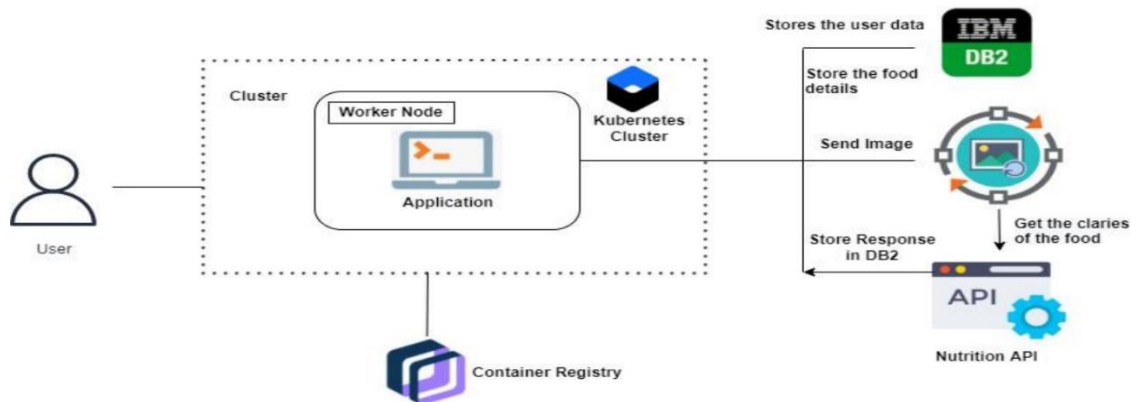 Stores the user data
IBM
DB2
Store the food
details
Cluster
Worker Node
Kubernetes
Cluster
Send Image
Application
User
Get the claries
of the food
Store Response
in DB2
API
Nutrition API
Container Registry